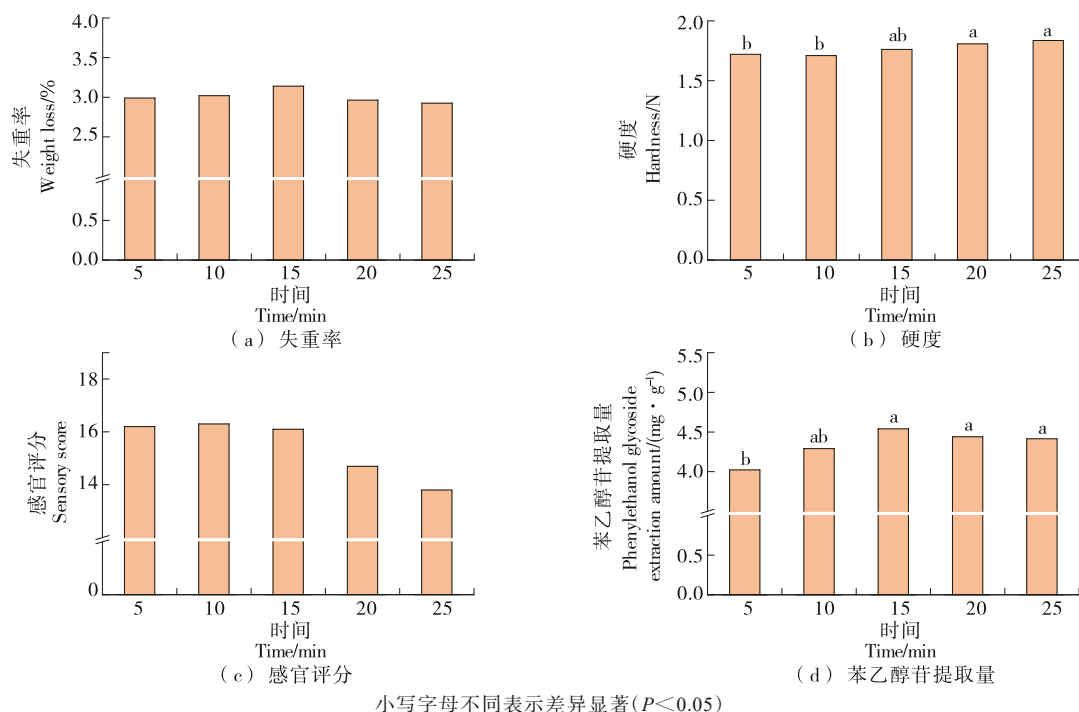 失重率
Weight loss/%
4.0
3.5
3.0
2.5
0.5
0.0
5 10 15 20 25
时间
Time/min
（a）失重率
硬度
Hardness/N
2.0
1.5
1.0
0.5
0.0
b b ab a a
5 10 15 20 25
时间
Time/min
（b）硬度
感官评分
Sensory score
18
16
14
0
5 10 15 20 25
时间
Time/min
（c）感官评分
苯乙醇苷提取量
Phenylethanol glycoside
extraction amount/(mg·g⁻¹)
5.5
5.0
4.5
4.0
0.5
0.0
b ab a a a
5 10 15 20 25
时间
Time/min
（d）苯乙醇苷提取量
小写字母不同表示差异显著(P＜0.05)